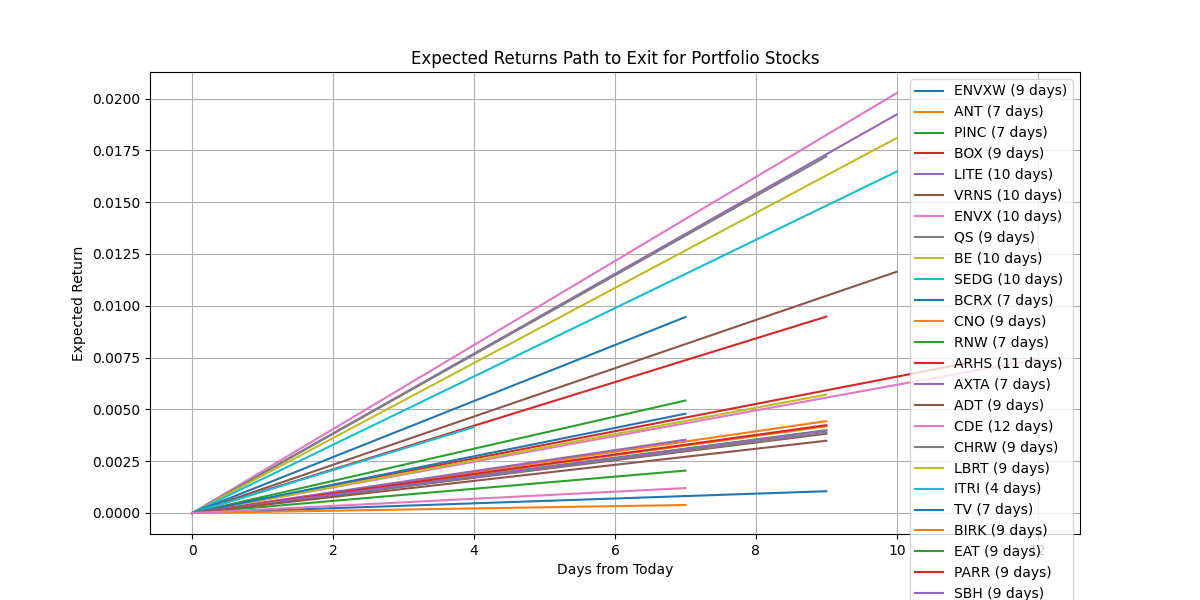 Expected Returns Path to Exit for Portfolio Stocks
Expected Return
0.0200
0.0175
0.0150
0.0125
0.0100
0.0075
0.0050
0.0025
0.0000
0 2 4 6 8 10 12
Days from Today
ENVXW (9 days)
ANT (7 days)
PINC (7 days)
BOX (9 days)
LITE (10 days)
VRNS (10 days)
ENVX (10 days)
QS (9 days)
BE (10 days)
SEDG (10 days)
BCRX (7 days)
CNO (9 days)
RNW (7 days)
ARHS (11 days)
AXTA (7 days)
ADT (9 days)
CDE (12 days)
CHRW (9 days)
LBRT (9 days)
ITRI (4 days)
TV (7 days)
BIRK (9 days)
EAT (9 days)
PARR (9 days)
SBH (9 days)